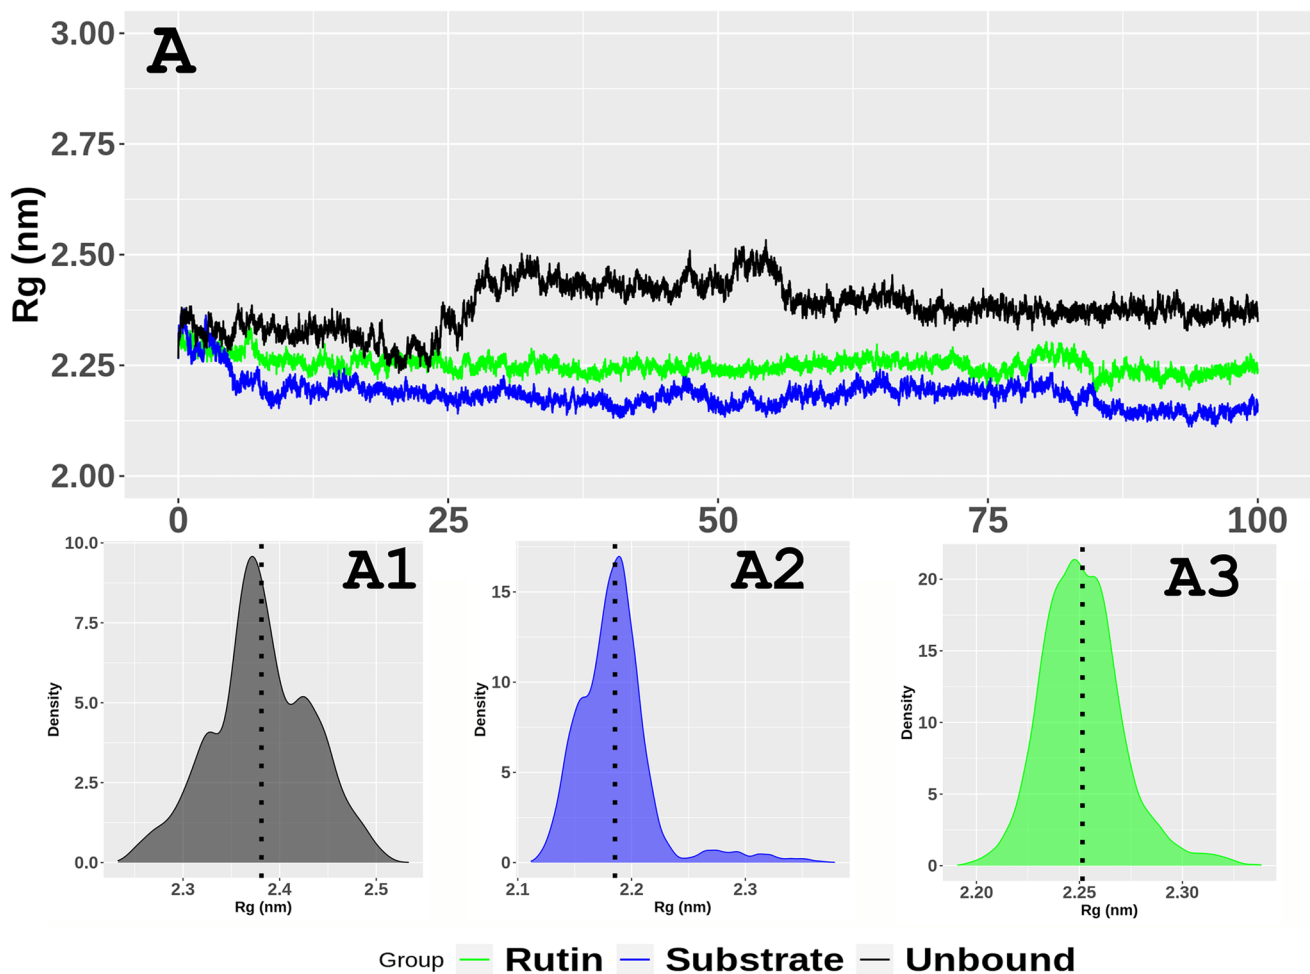 A
Rg (nm)
3.00
2.75
2.50
2.25
2.00
0 25 50 75 100
A1
Density
10.0
7.5
5.0
2.5
0.0
2.3 2.4 2.5
Rg (nm)
A2
Density
15
10
5
0
2.1 2.2 2.3
Rg (nm)
A3
Density
20
15
10
5
0
2.20 2.25 2.30
Rg (nm)
Group Rutin Substrate Unbound